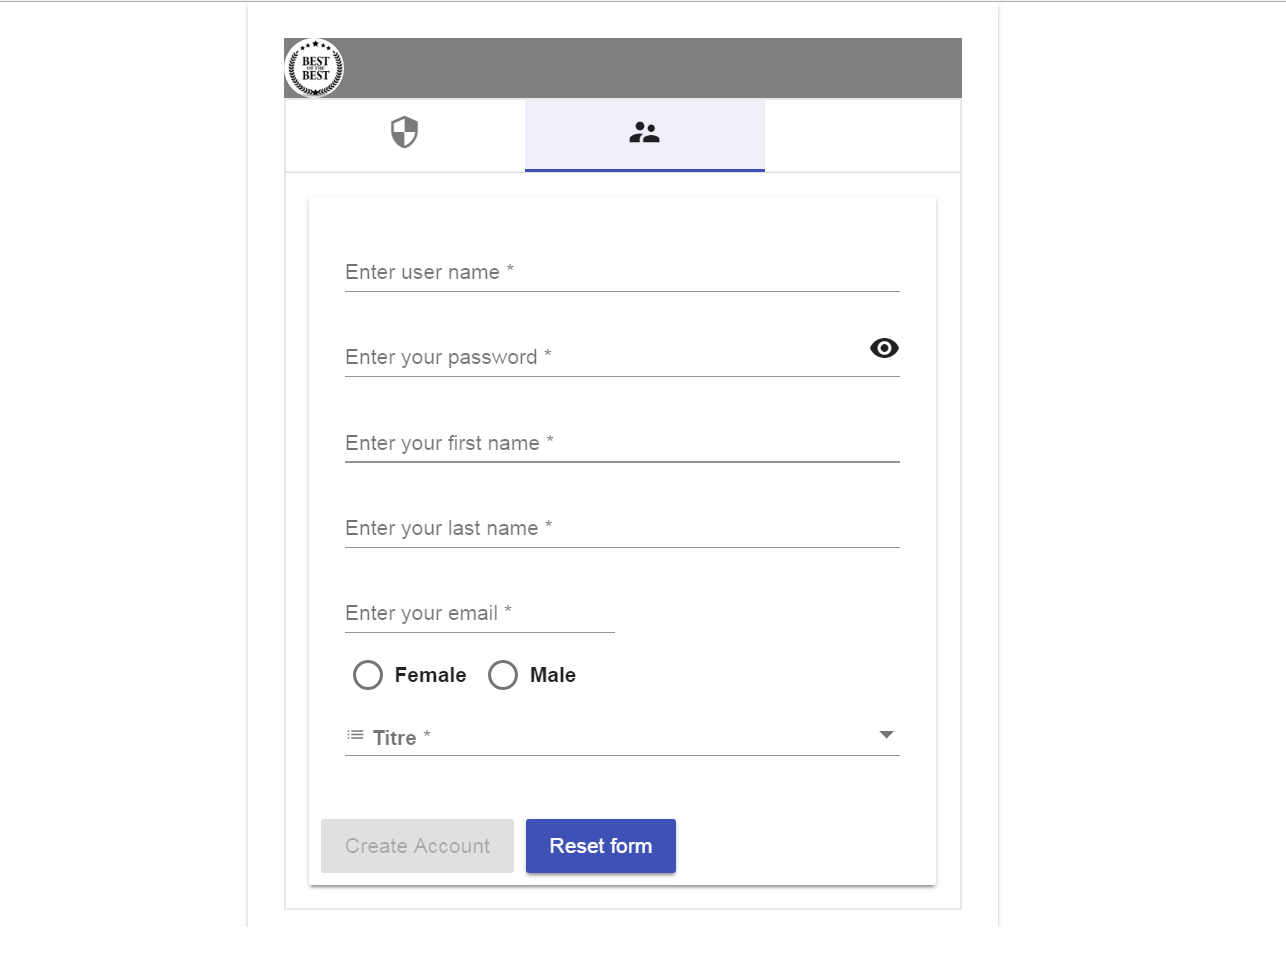 BEST
OF THE
BEST
Enter user name *
Enter your password *
Enter your first name *
Enter your last name *
Enter your email *
Female Male
Titre *
Create Account Reset form